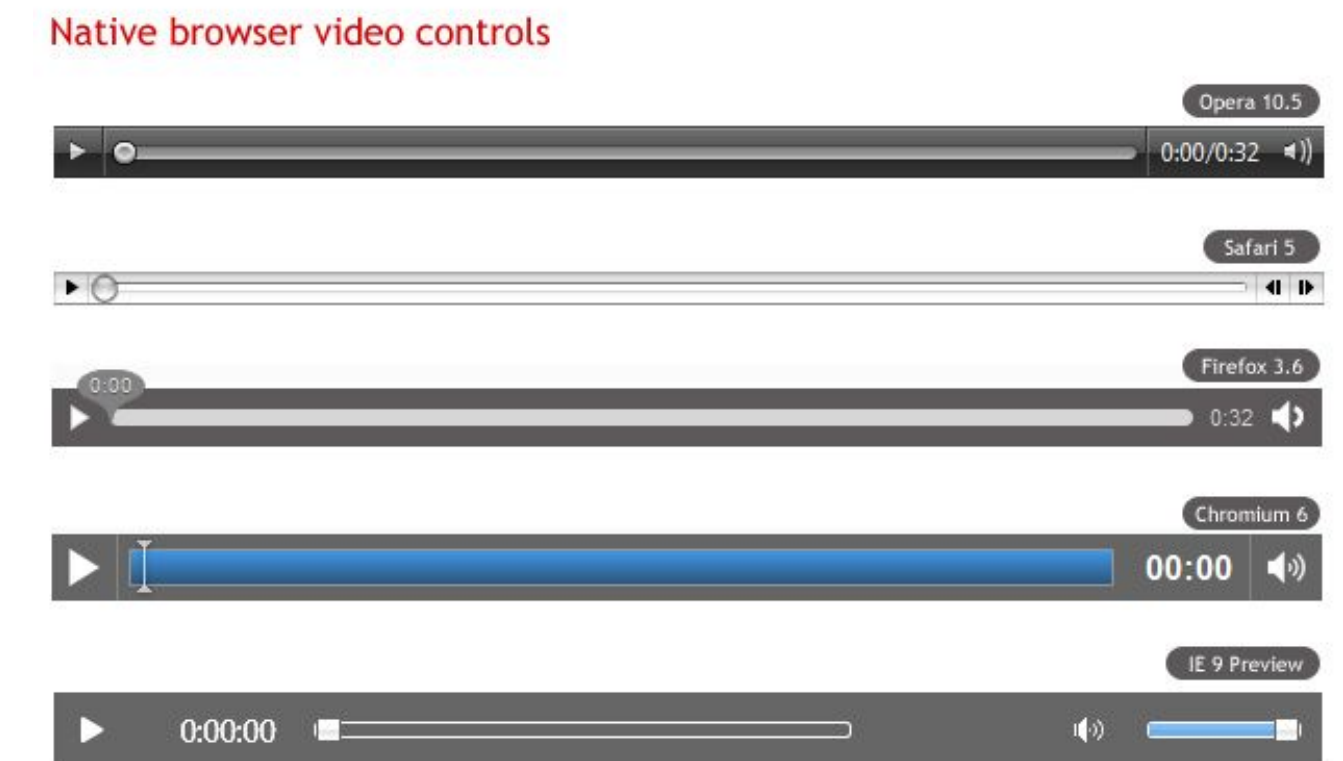 Native browser video controls
Opera 10.5
0:00/0:32
Safari 5
Firefox 3.6
0:00
0:32
Chromium 6
00:00
IE 9 Preview
0:00:00